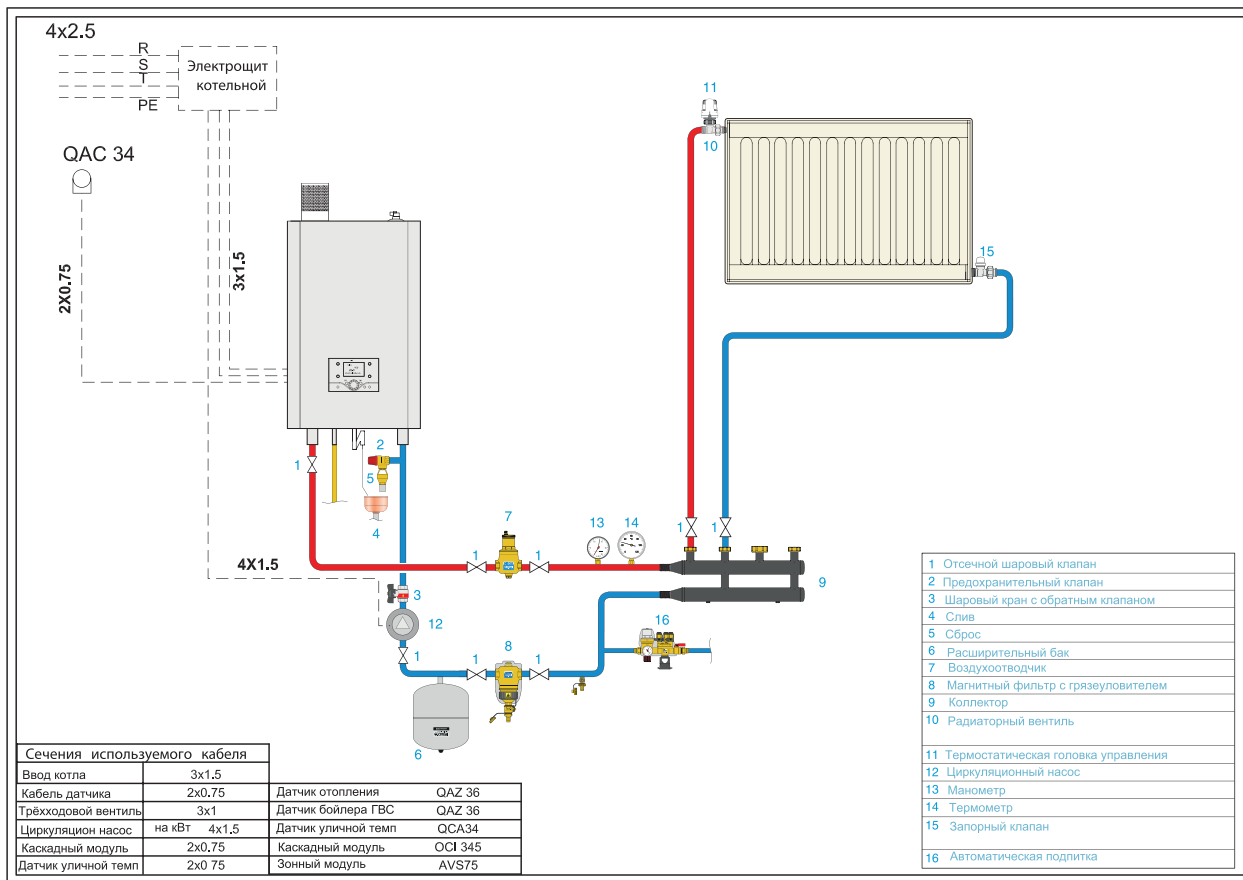 4x2.5
R
S
T
PE
Электрощит
котельной
QAC 34
2X0.75
3x1.5
4X1.5
11
10
15
1
2
5
4
7
13
14
1
1
1
1
9
3
12
1
1
8
1
16
6
1 Отсечной шаровый клапан
2 Предохранительный клапан
3 Шаровый кран с обратным клапаном
4 Слив
5 Сброс
6 Расширительный бак
7 Воздухоотводчик
8 Магнитный фильтр с грязеуловителем
9 Коллектор
10 Радиаторный вентиль
11 Термостатическая головка управления
12 Циркуляционный насос
13 Манометр
14 Термометр
15 Запорный клапан
16 Автоматическая подпитка
Сечения используемого кабеля
Ввод котла 3x1.5
Кабель датчика 2x0.75 Датчик отопления QAZ 36
Трёхходовой вентиль 3x1 Датчик бойлера ГВС QAZ 36
Циркуляцион насос на кВт 4x1.5 Датчик уличной темп QCA34
Каскадный модуль 2x0.75 Каскадный модуль OCI 345
Датчик уличной темп 2x0 75 Зонный модуль AVS75